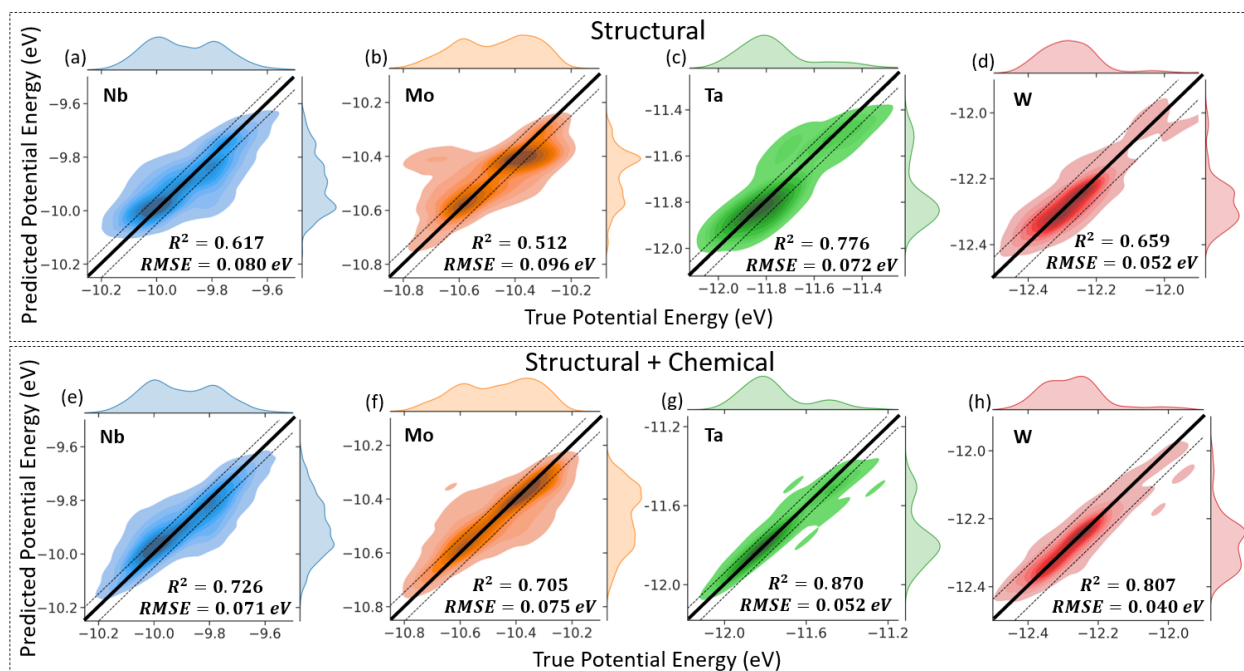 Structural
Predicted Potential Energy (eV)
(a)
Nb
−9.6
−9.8
−10.0
−10.2
R² = 0.617
RMSE = 0.080 eV
−10.2 −10.0 −9.8 −9.6
(b)
Mo
−10.2
−10.4
−10.6
−10.8
R² = 0.512
RMSE = 0.096 eV
−10.8 −10.6 −10.4 −10.2
(c)
Ta
−11.4
−11.6
−11.8
−12.0
R² = 0.776
RMSE = 0.072 eV
−12.0 −11.8 −11.6 −11.4
(d)
W
−12.0
−12.2
−12.4
R² = 0.659
RMSE = 0.052 eV
−12.4 −12.2 −12.0
True Potential Energy (eV)
Structural + Chemical
Predicted Potential Energy (eV)
(e)
Nb
−9.6
−9.8
−10.0
−10.2
R² = 0.726
RMSE = 0.071 eV
−10.2 −10.0 −9.8 −9.6
(f)
Mo
−10.2
−10.4
−10.6
−10.8
R² = 0.705
RMSE = 0.075 eV
−10.8 −10.6 −10.4 −10.2
(g)
Ta
-11.2
-11.6
-12.0
R² = 0.870
RMSE = 0.052 eV
-12.0 -11.6 -11.2
(h)
W
−12.0
−12.2
−12.4
R² = 0.807
RMSE = 0.040 eV
−12.4 −12.2 −12.0
True Potential Energy (eV)